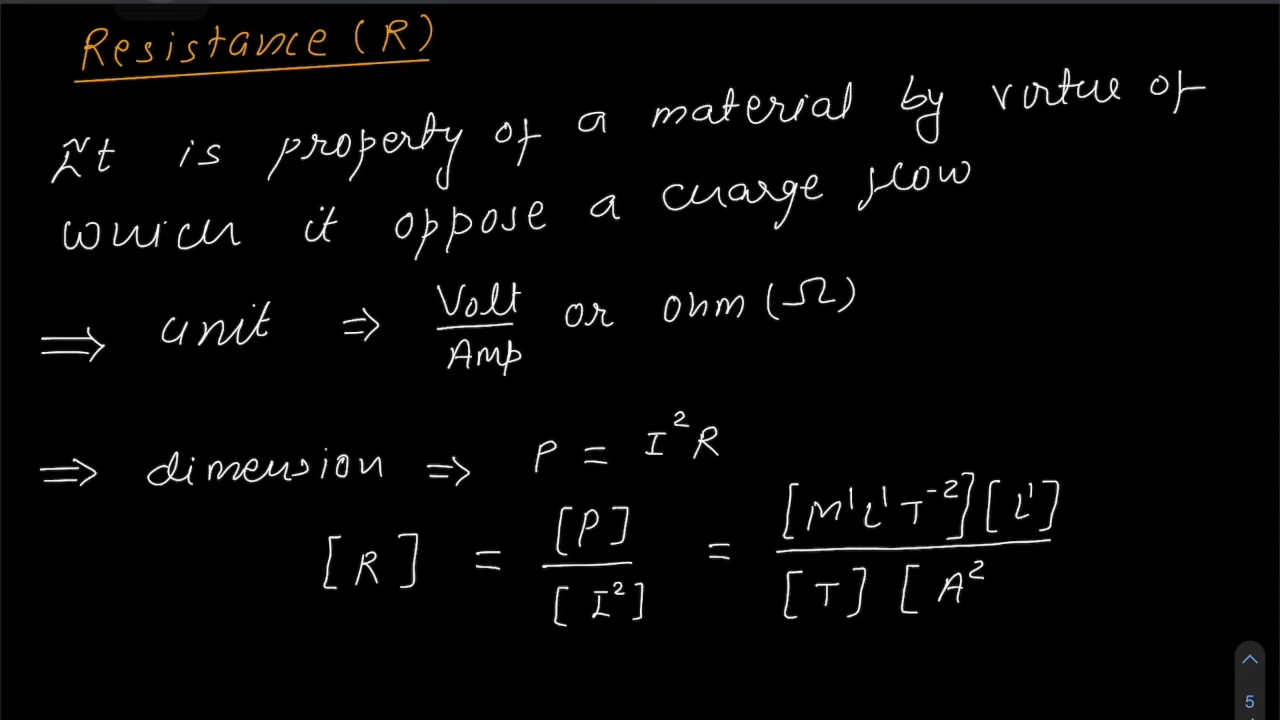 Resistance (R)
It is property of a material by virtue of
which it oppose a charge flow
⇒ unit ⇒ Volt/Amp or ohm (Ω)
⇒ dimension ⇒ P = I²R
[R] = [P]/[I²] = [M¹L¹T⁻²][L¹]/[T] [A²
5